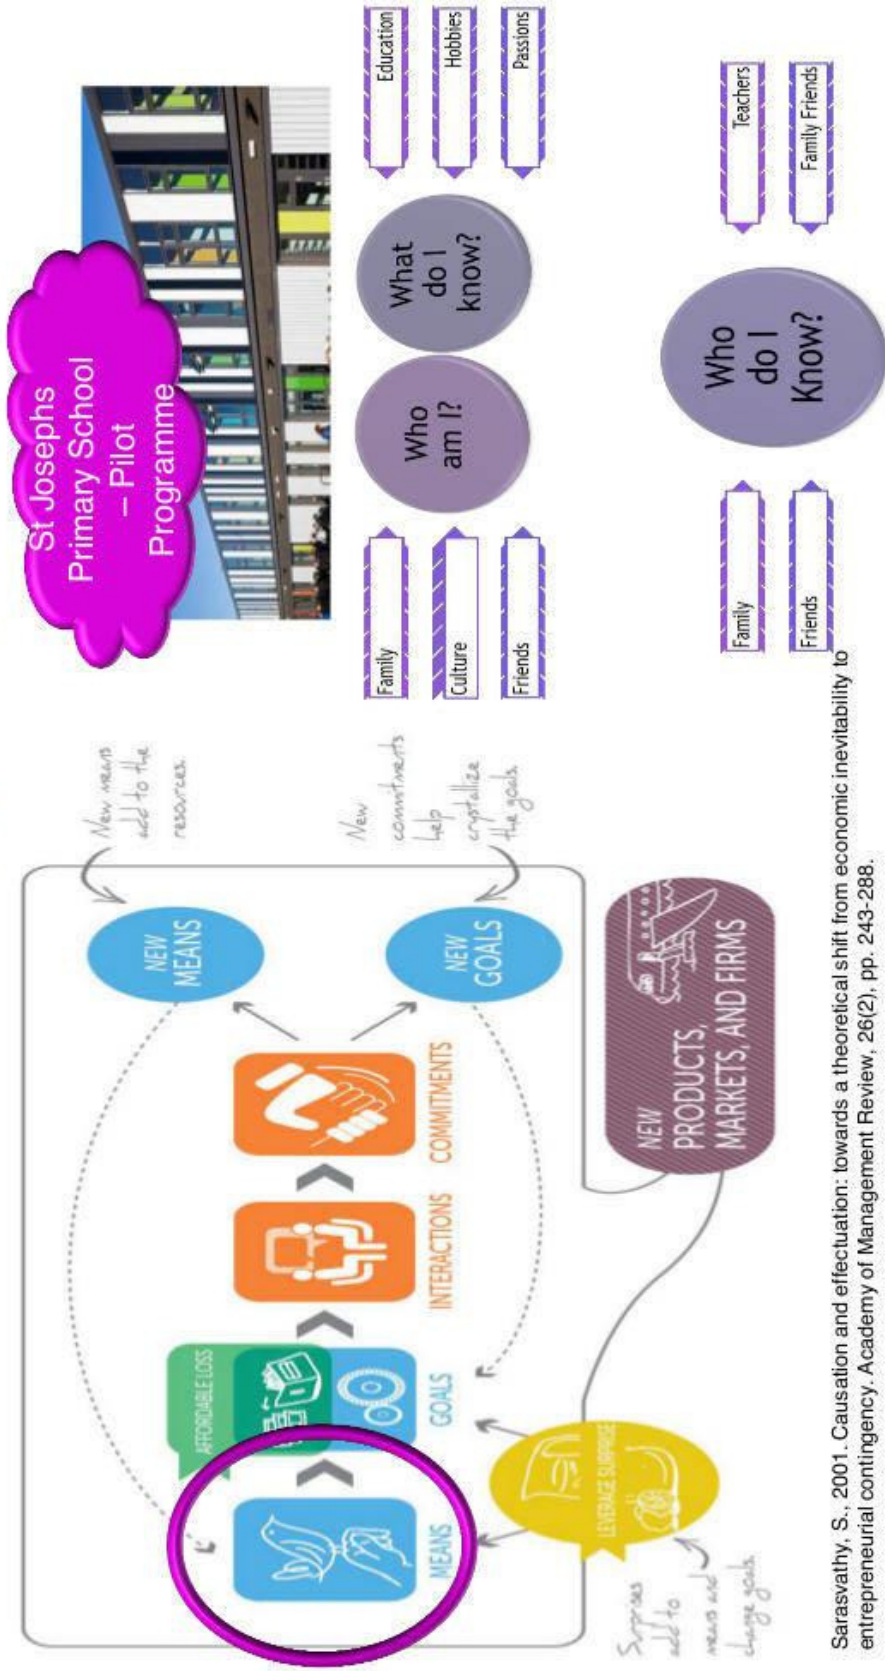 St Josephs
Primary School
– Pilot
Programme
New means
add to the
resources.
New
commitments
help
crystallize
the goals.
NEW
MEANS
NEW
GOALS
AFFORDABLE LOSS
MEANS
GOALS
INTERACTIONS
COMMITMENTS
LEVERAGE SURPRISE
Surprises
add to
means and
change goals.
NEW
PRODUCTS,
MARKETS, AND FIRMS
Family
Culture
Friends
Who
am I?
What
do I
know?
Education
Hobbies
Passions
Family
Friends
Who
do I
Know?
Teachers
Family Friends
Sarasvathy, S., 2001. Causation and effectuation: towards a theoretical shift from economic inevitability to
entrepreneurial contingency. Academy of Management Review, 26(2), pp. 243-288.